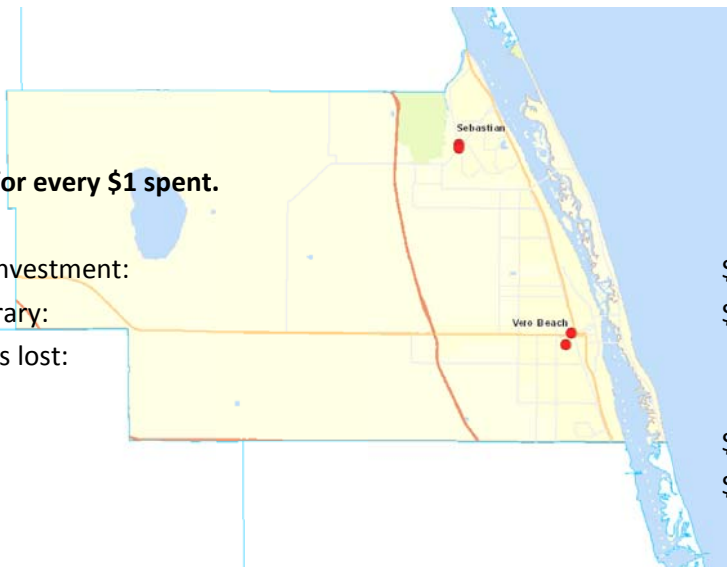 Sebastian
or every $1 spent.
nvestment: $
rary: $
Vero Beach
s lost:
$
$